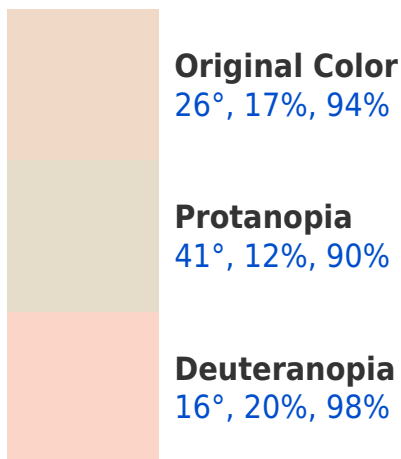 Original Color
26°, 17%, 94%
Protanopia
41°, 12%, 90%
Deuteranopia
16°, 20%, 98%